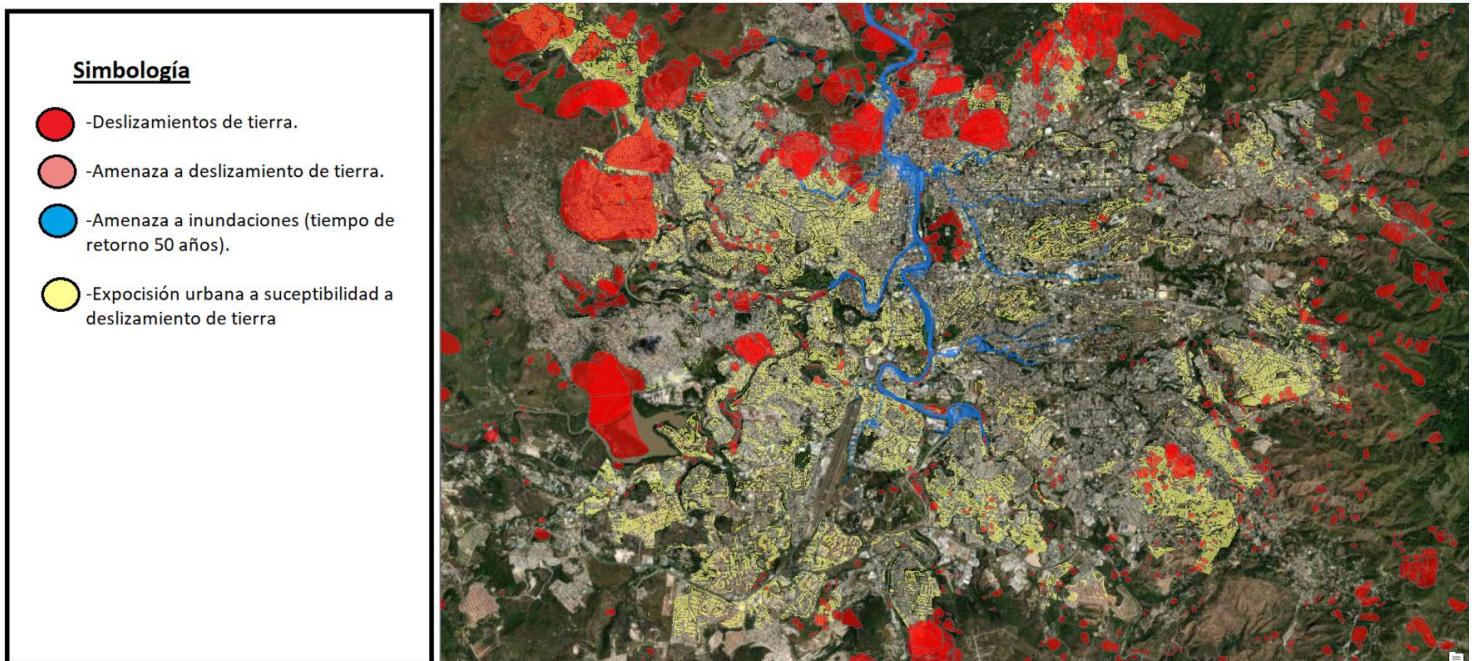 Simbología
-Deslizamientos de tierra.
-Amenaza a deslizamiento de tierra.
-Amenaza a inundaciones (tiempo de
retorno 50 años).
-Expocisión urbana a suceptibilidad a
deslizamiento de tierra